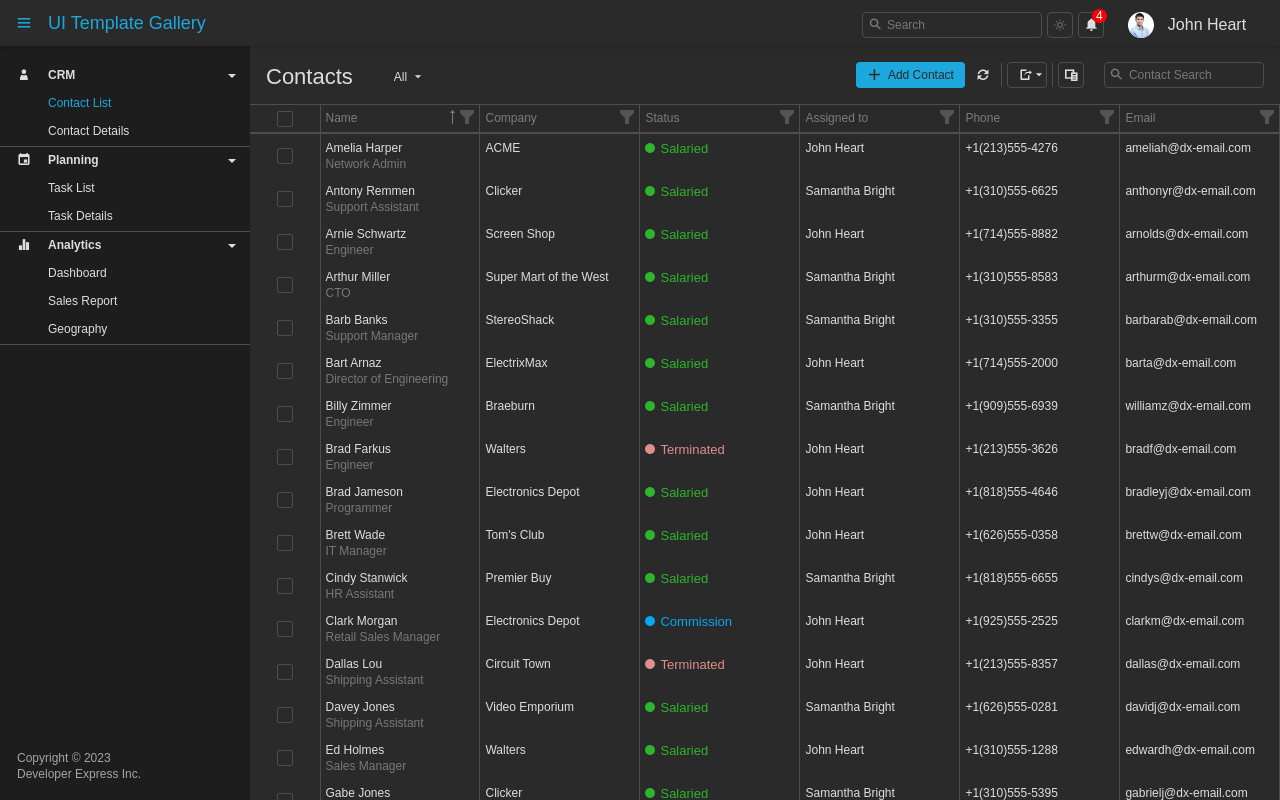 UI Template Gallery
Search
4
John Heart
CRM
Contact List
Contact Details
Planning
Task List
Task Details
Analytics
Dashboard
Sales Report
Geography
Copyright © 2023
Developer Express Inc.
Contacts
All
Add Contact
Contact Search
Name Company Status Assigned to Phone Email
Amelia Harper ACME Salaried John Heart +1(213)555-4276 ameliah@dx-email.com
Network Admin
Antony Remmen Clicker Salaried Samantha Bright +1(310)555-6625 anthonyr@dx-email.com
Support Assistant
Arnie Schwartz Screen Shop Salaried John Heart +1(714)555-8882 arnolds@dx-email.com
Engineer
Arthur Miller Super Mart of the West Salaried Samantha Bright +1(310)555-8583 arthurm@dx-email.com
CTO
Barb Banks StereoShack Salaried Samantha Bright +1(310)555-3355 barbarab@dx-email.com
Support Manager
Bart Arnaz ElectrixMax Salaried John Heart +1(714)555-2000 barta@dx-email.com
Director of Engineering
Billy Zimmer Braeburn Salaried Samantha Bright +1(909)555-6939 williamz@dx-email.com
Engineer
Brad Farkus Walters Terminated John Heart +1(213)555-3626 bradf@dx-email.com
Engineer
Brad Jameson Electronics Depot Salaried John Heart +1(818)555-4646 bradleyj@dx-email.com
Programmer
Brett Wade Tom's Club Salaried John Heart +1(626)555-0358 brettw@dx-email.com
IT Manager
Cindy Stanwick Premier Buy Salaried Samantha Bright +1(818)555-6655 cindys@dx-email.com
HR Assistant
Clark Morgan Electronics Depot Commission John Heart +1(925)555-2525 clarkm@dx-email.com
Retail Sales Manager
Dallas Lou Circuit Town Terminated John Heart +1(213)555-8357 dallas@dx-email.com
Shipping Assistant
Davey Jones Video Emporium Salaried Samantha Bright +1(626)555-0281 davidj@dx-email.com
Shipping Assistant
Ed Holmes Walters Salaried John Heart +1(310)555-1288 edwardh@dx-email.com
Sales Manager
Gabe Jones Clicker Salaried Samantha Bright +1(310)555-5395 gabrielj@dx-email.com